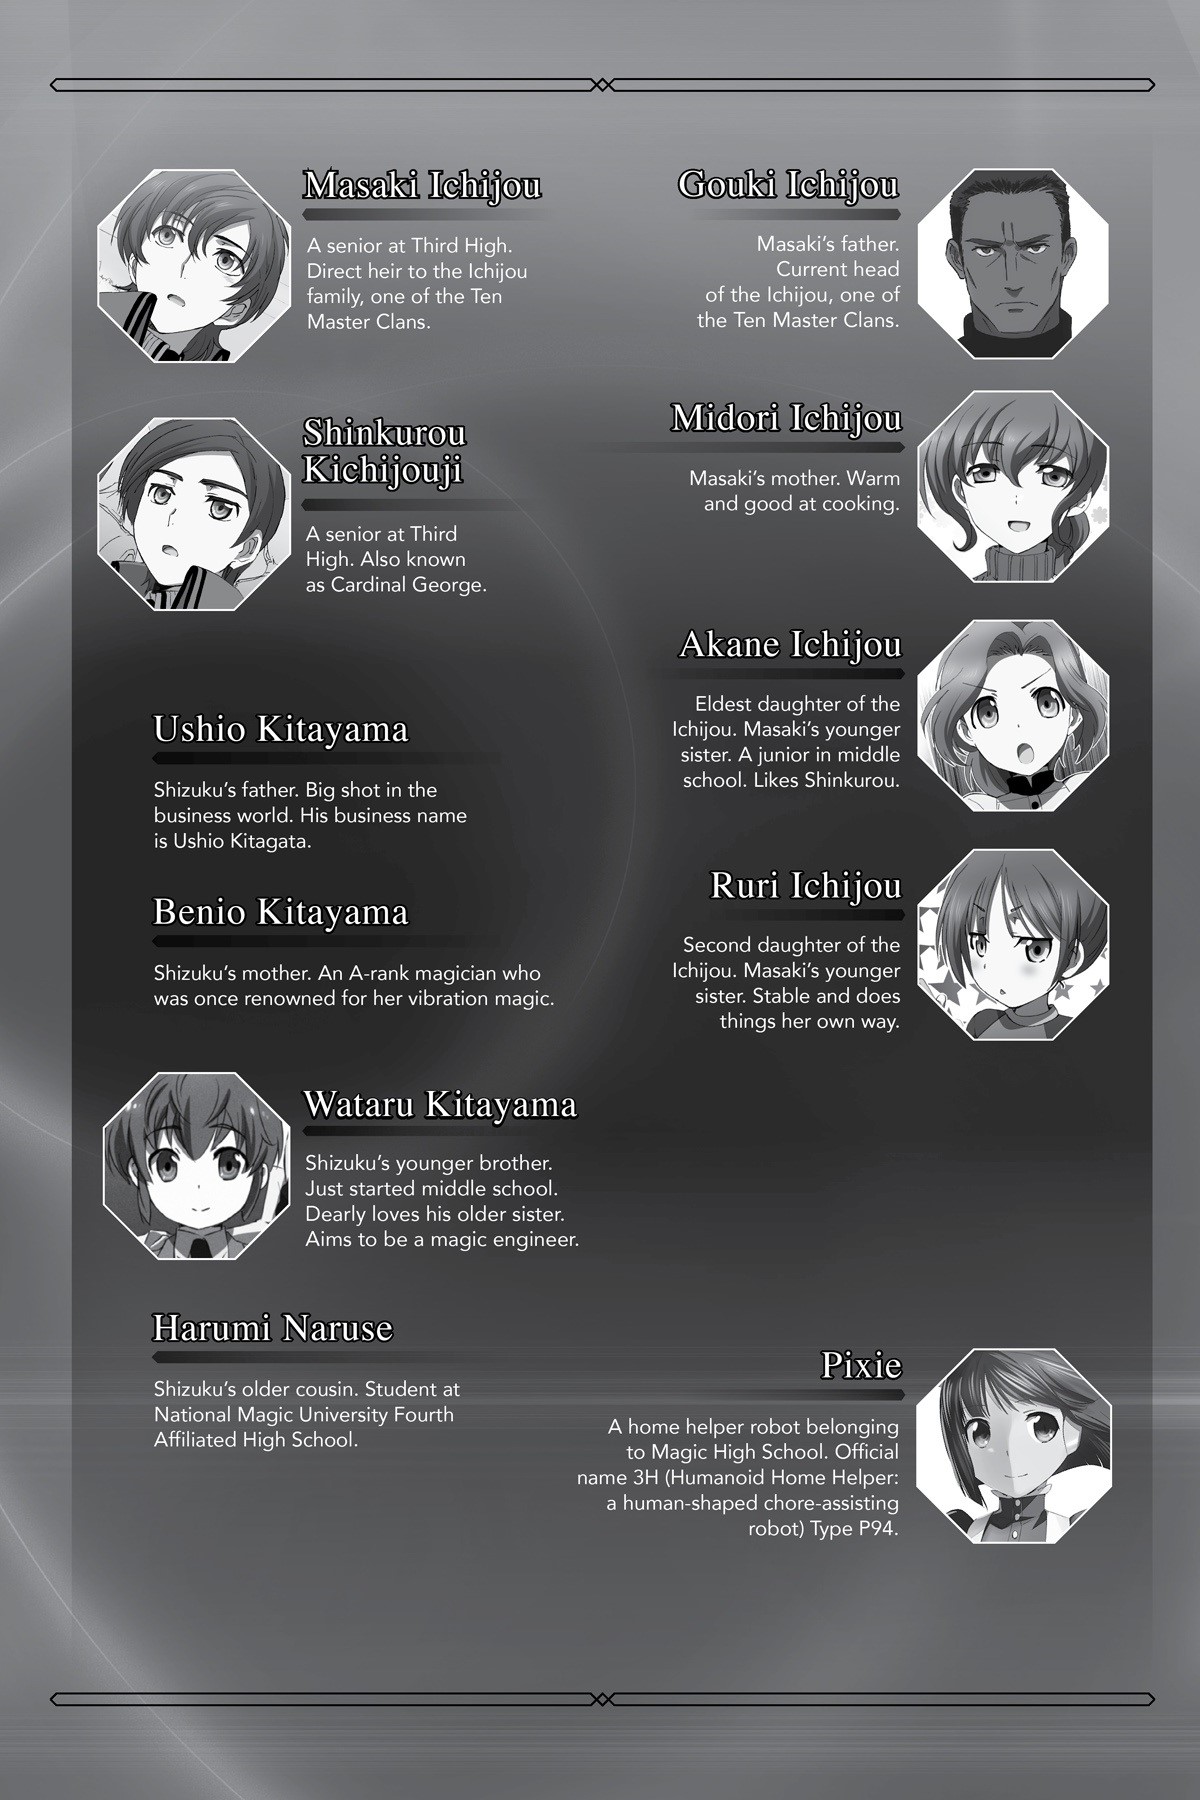 Masaki Ichijou
A senior at Third High.
Direct heir to the Ichijou
family, one of the Ten
Master Clans.
Shinkurou
Kichijouji
A senior at Third
High. Also known
as Cardinal George.
Ushio Kitayama
Shizuku's father. Big shot in the
business world. His business name
is Ushio Kitagata.
Benio Kitayama
Shizuku's mother. An A-rank magician who
was once renowned for her vibration magic.
Wataru Kitayama
Shizuku's younger brother.
Just started middle school.
Dearly loves his older sister.
Aims to be a magic engineer.
Harumi Naruse
Shizuku's older cousin. Student at
National Magic University Fourth
Affiliated High School.
Gouki Ichijou
Masaki's father.
Current head
of the Ichijou, one of
the Ten Master Clans.
Midori Ichijou
Masaki's mother. Warm
and good at cooking.
Akane Ichijou
Eldest daughter of the
Ichijou. Masaki's younger
sister. A junior in middle
school. Likes Shinkurou.
Ruri Ichijou
Second daughter of the
Ichijou. Masaki's younger
sister. Stable and does
things her own way.
Pixie
A home helper robot belonging
to Magic High School. Official
name 3H (Humanoid Home Helper:
a human-shaped chore-assisting
robot) Type P94.